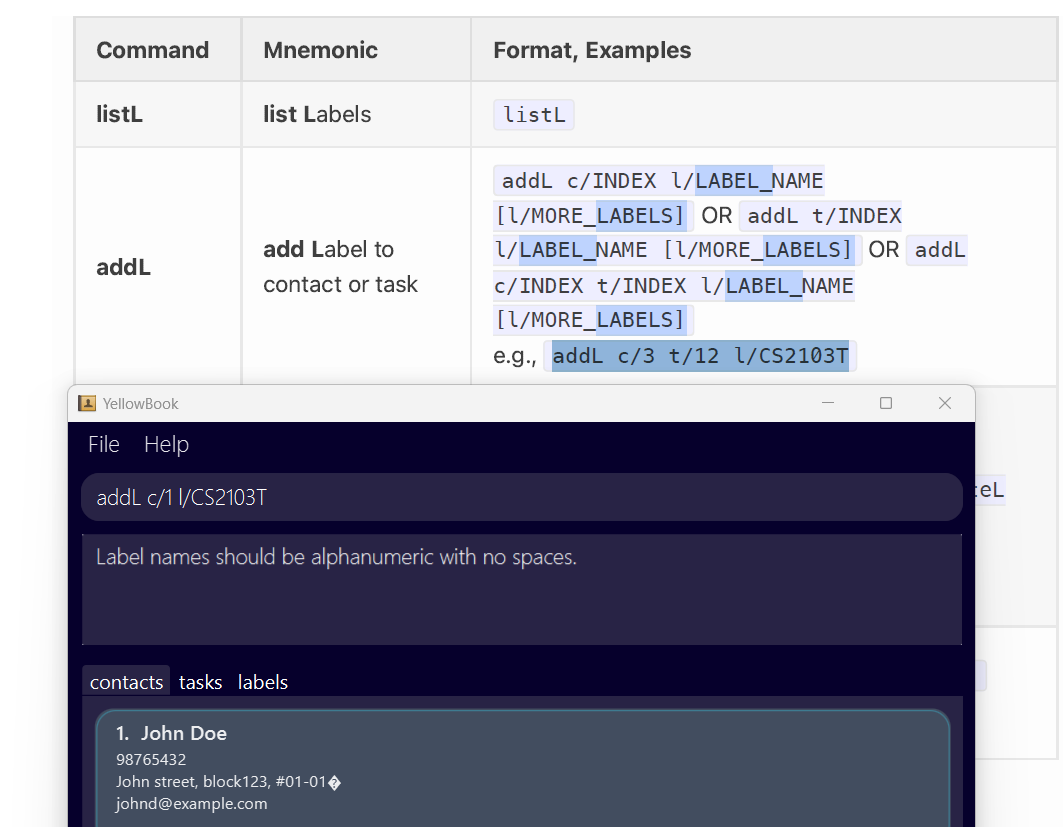 Command Mnemonic Format, Examples
listL list Labels listL
addL c/INDEX l/LABEL_NAME
[l/MORE_LABELS] OR addL t/INDEX
addL add Label to contact or task l/LABEL_NAME [l/MORE_LABELS] OR addL
c/INDEX t/INDEX l/LABEL_NAME
[l/MORE_LABELS]
e.g., addL c/3 t/12 l/CS2103T
YellowBook
File Help
addL c/1 l/CS2103T
eL
Label names should be alphanumeric with no spaces.
contacts tasks labels
1. John Doe
98765432
John street, block123, #01-01�
johnd@example.com